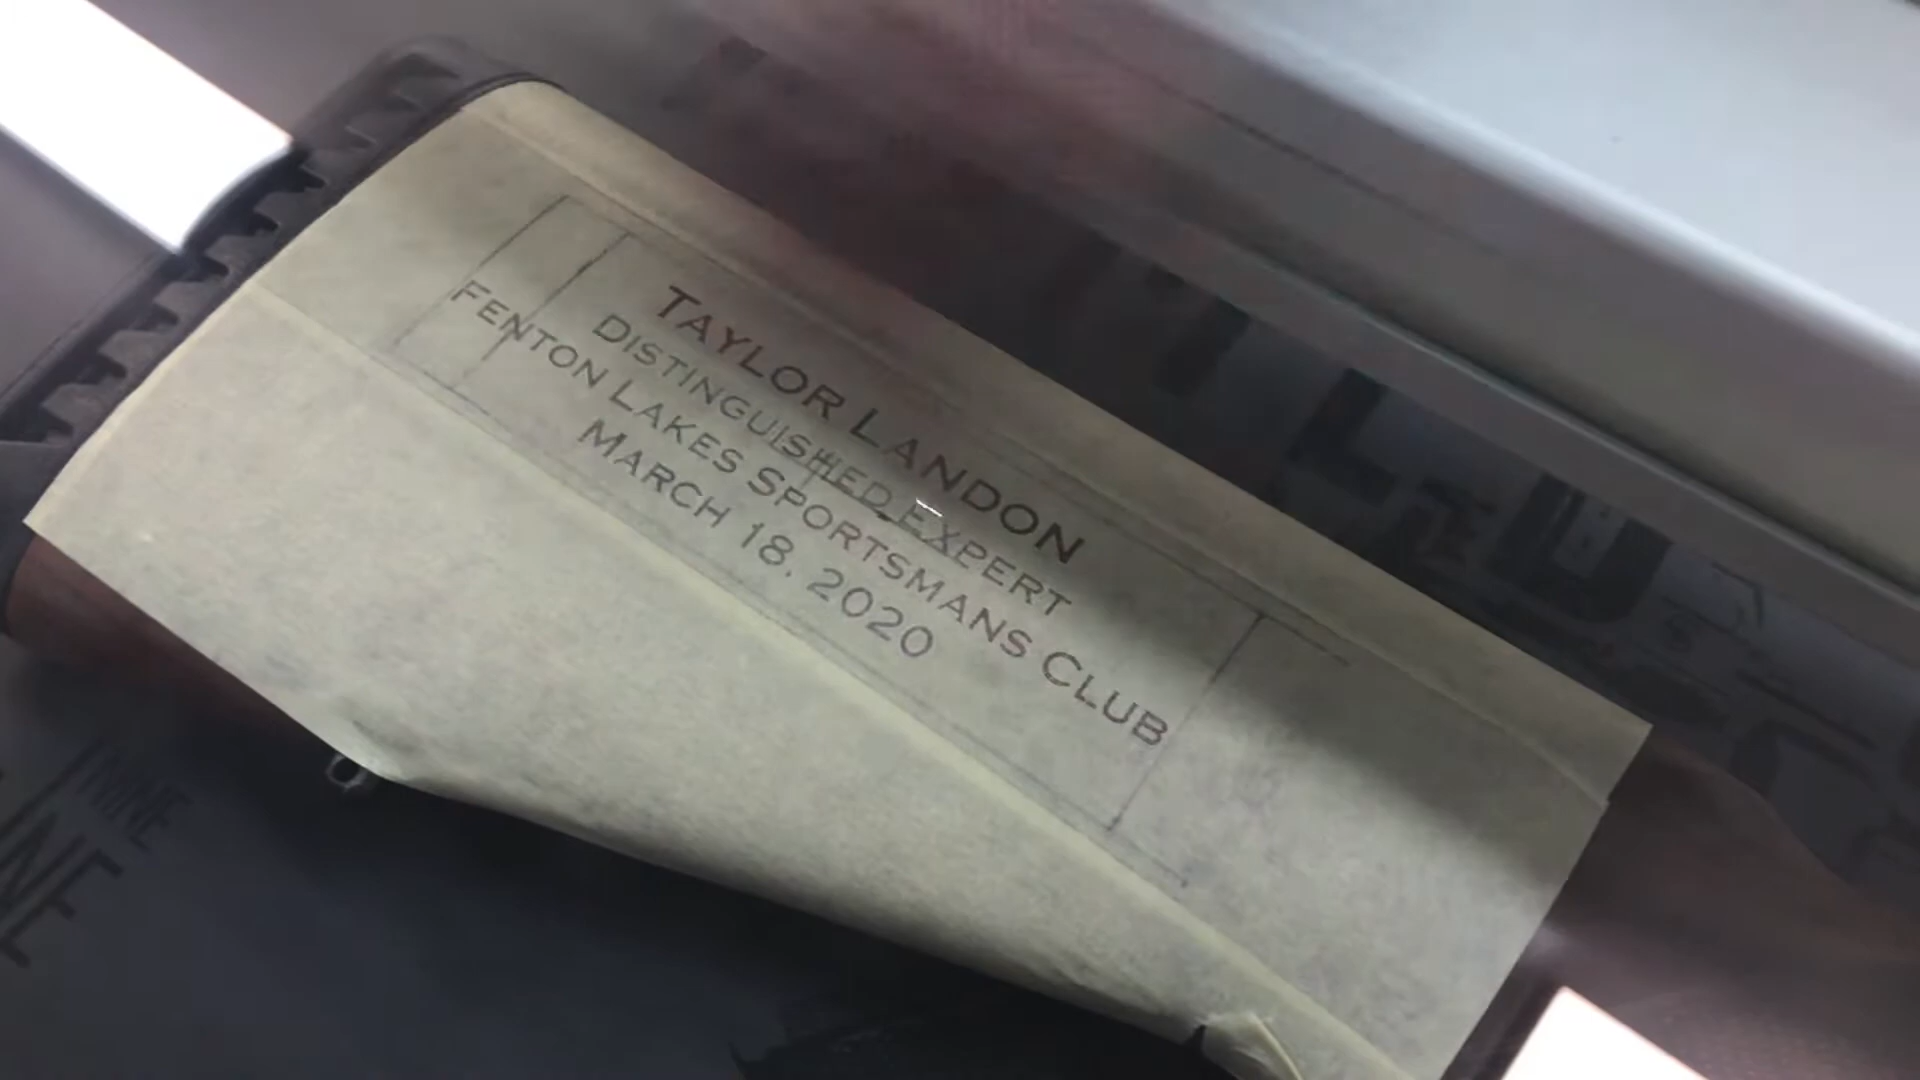 TAYLOR LANDON
DISTINGUISHED EXPERT
FENTON LAKES SPORTSMANS CLUB
MARCH 18, 2020